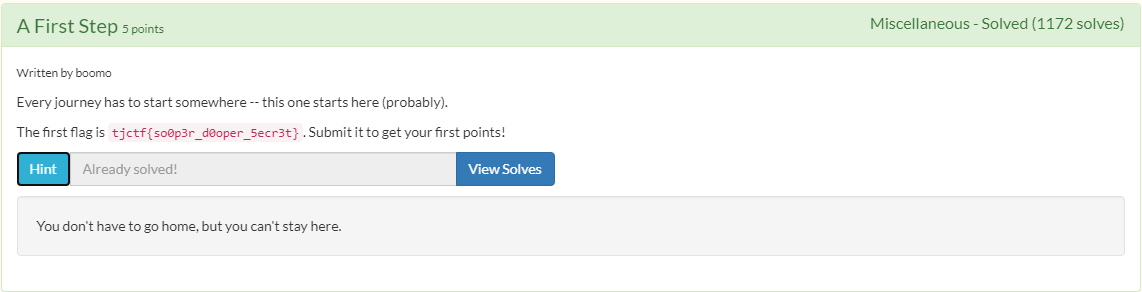 A First Step 5 points
Miscellaneous - Solved (1172 solves)
Written by boomo
Every journey has to start somewhere -- this one starts here (probably).
The first flag is tjctf{so0p3r_d0oper_5ecr3t} . Submit it to get your first points!
Hint Already solved! View Solves
You don't have to go home, but you can't stay here.